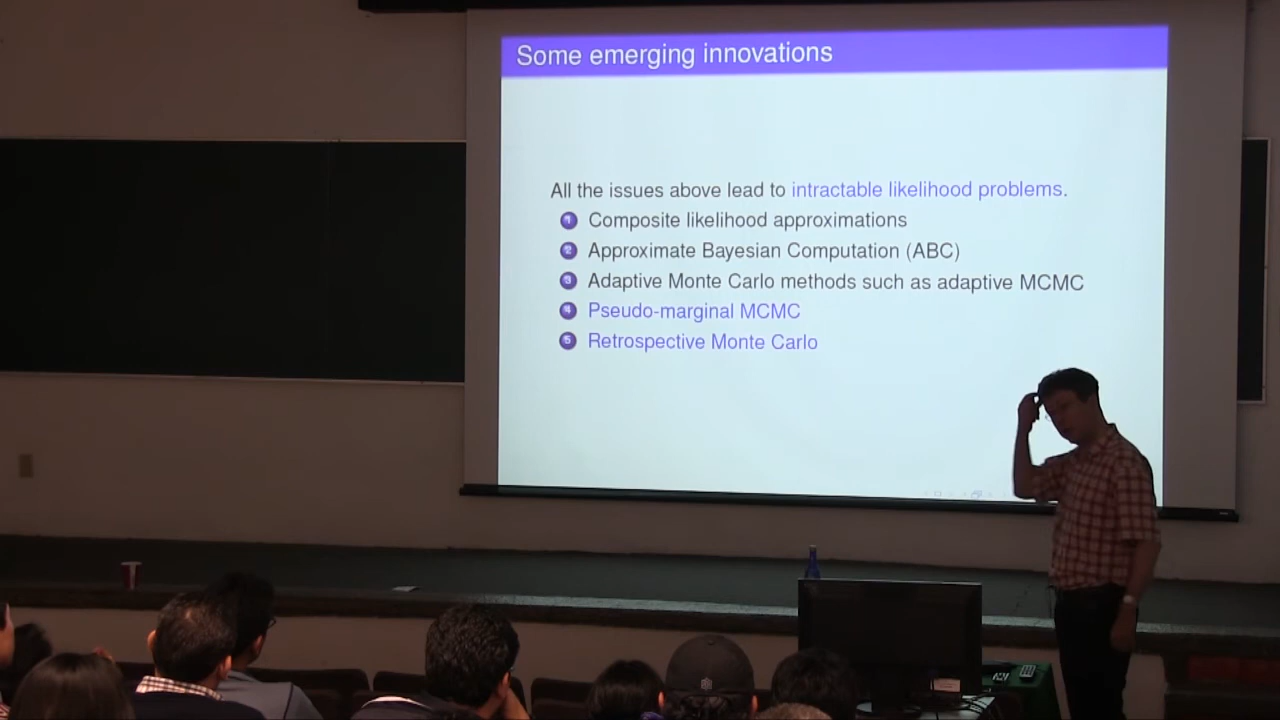 Some emerging innovations
All the issues above lead to intractable likelihood problems.
1 Composite likelihood approximations
2 Approximate Bayesian Computation (ABC)
3 Adaptive Monte Carlo methods such as adaptive MCMC
4 Pseudo-marginal MCMC
5 Retrospective Monte Carlo